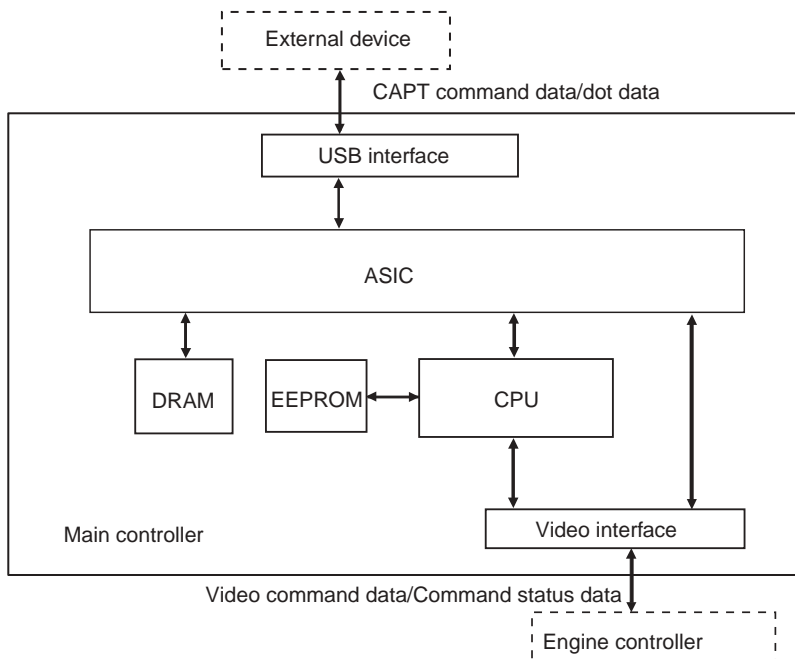 External device
CAPT command data/dot data
USB interface
ASIC
DRAM
EEPROM
CPU
Main controller
Video interface
Video command data/Command status data
Engine controller